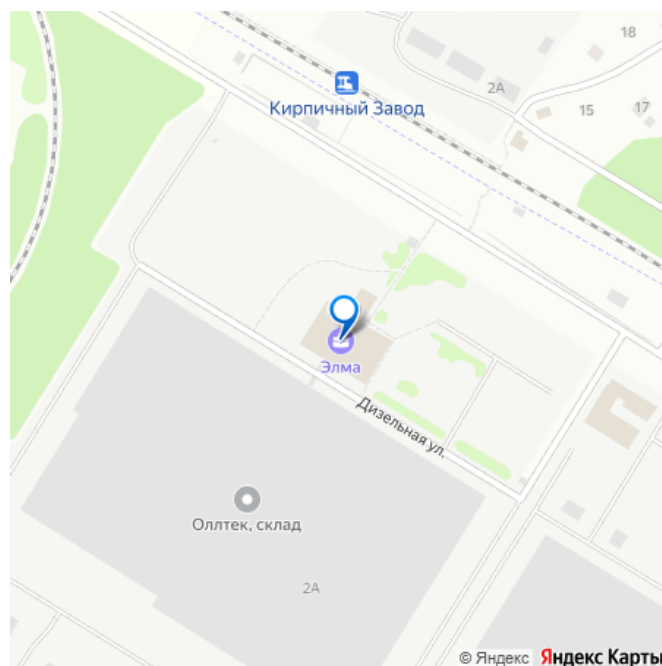 18
2А
Кирпичный Завод
15
17
Элма
Дизельная ул.
Оллтек, склад
2А
© Яндекс Яндекс Карты